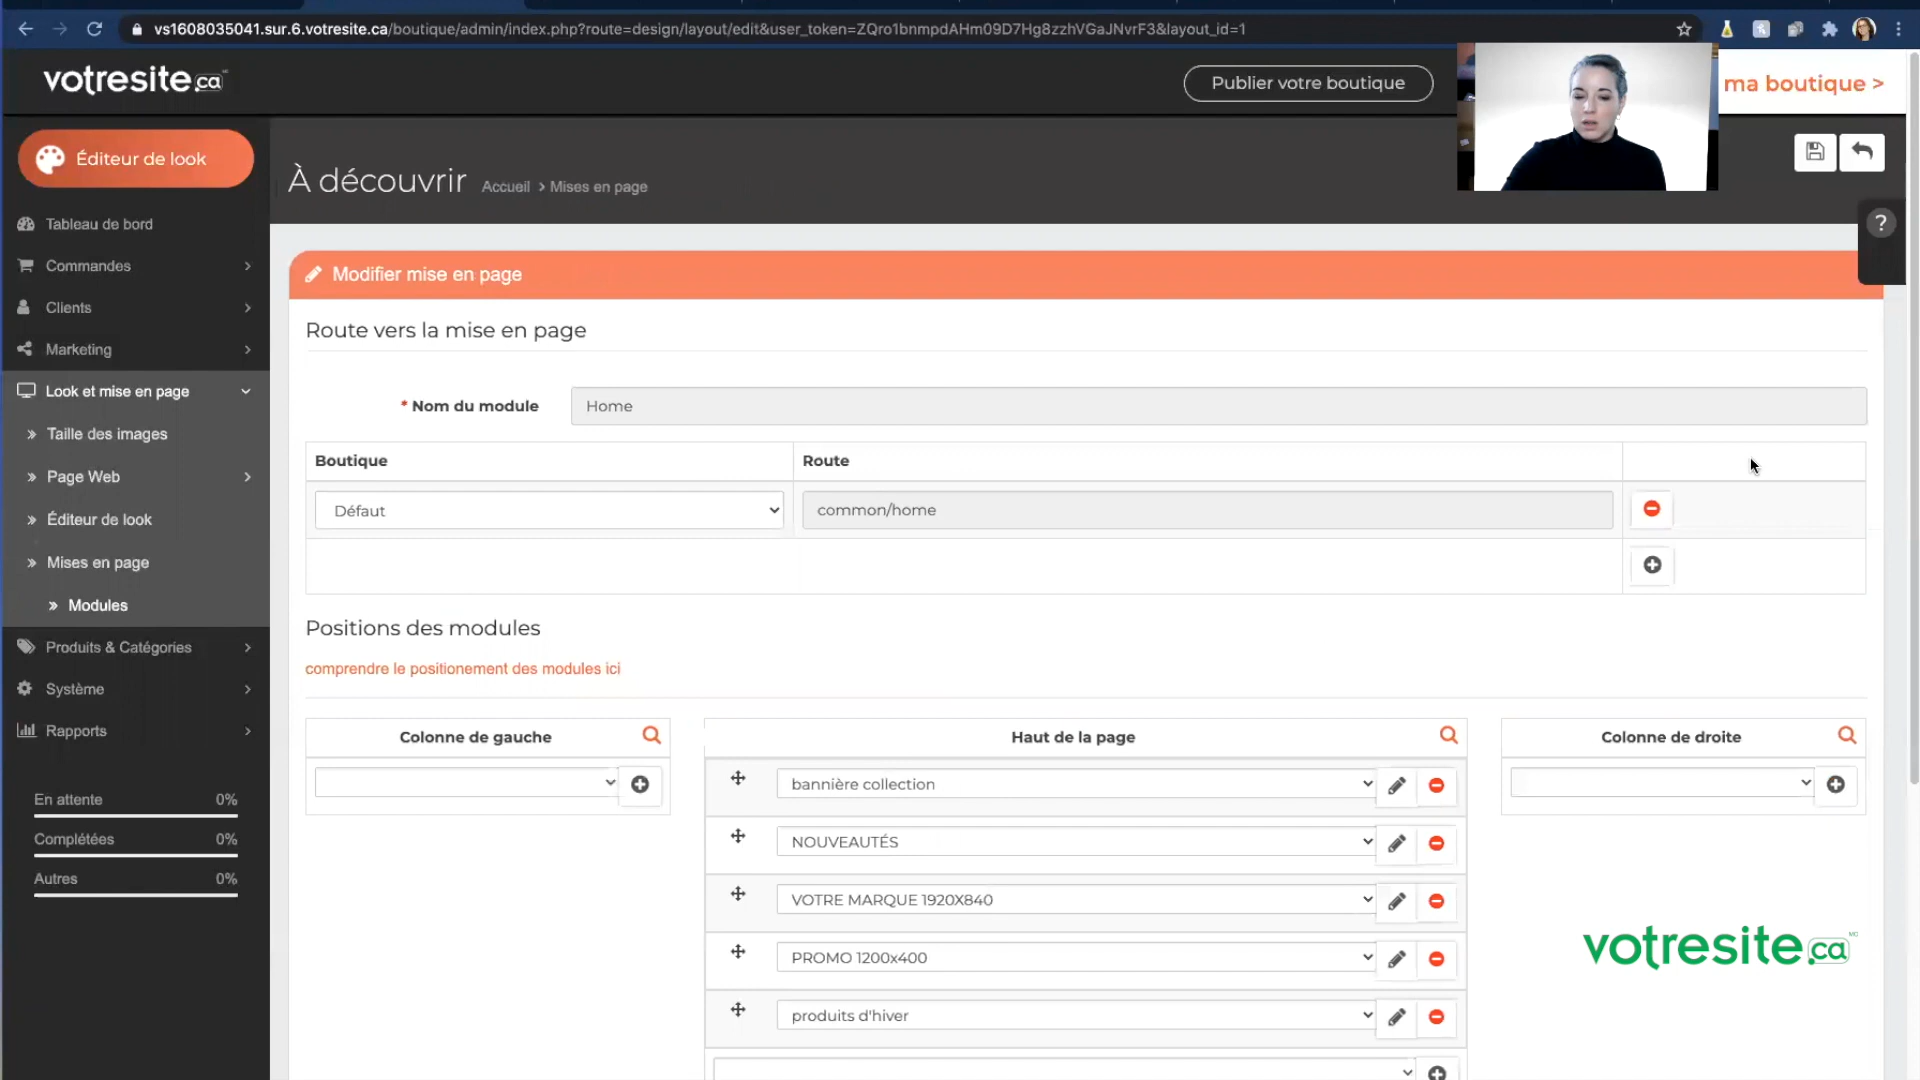 vs1608035041.sur.6.votresite.ca/boutique/admin/index.php?route=design/layout/edit&user_token=ZQro1bnmpdAHm09D7Hg8zzhVGaJNvrF3&layout_id=1
votresite.ca
Publier votre boutique
ma boutique >
Éditeur de look
À découvrir
Accueil > Mises en page
?
Tableau de bord
Commandes
Clients
Marketing
Look et mise en page
Taille des images
Page Web
Éditeur de look
Mises en page
Modules
Produits & Catégories
Système
Rapports
En attente 0%
Complétées 0%
Autres 0%
Modifier mise en page
Route vers la mise en page
* Nom du module Home
Boutique Route
Défaut common/home
Positions des modules
comprendre le positionement des modules ici
Colonne de gauche Haut de la page Colonne de droite
bannière collection
NOUVEAUTÉS
VOTRE MARQUE 1920X840
PROMO 1200x400
produits d'hiver
votresite.ca MC